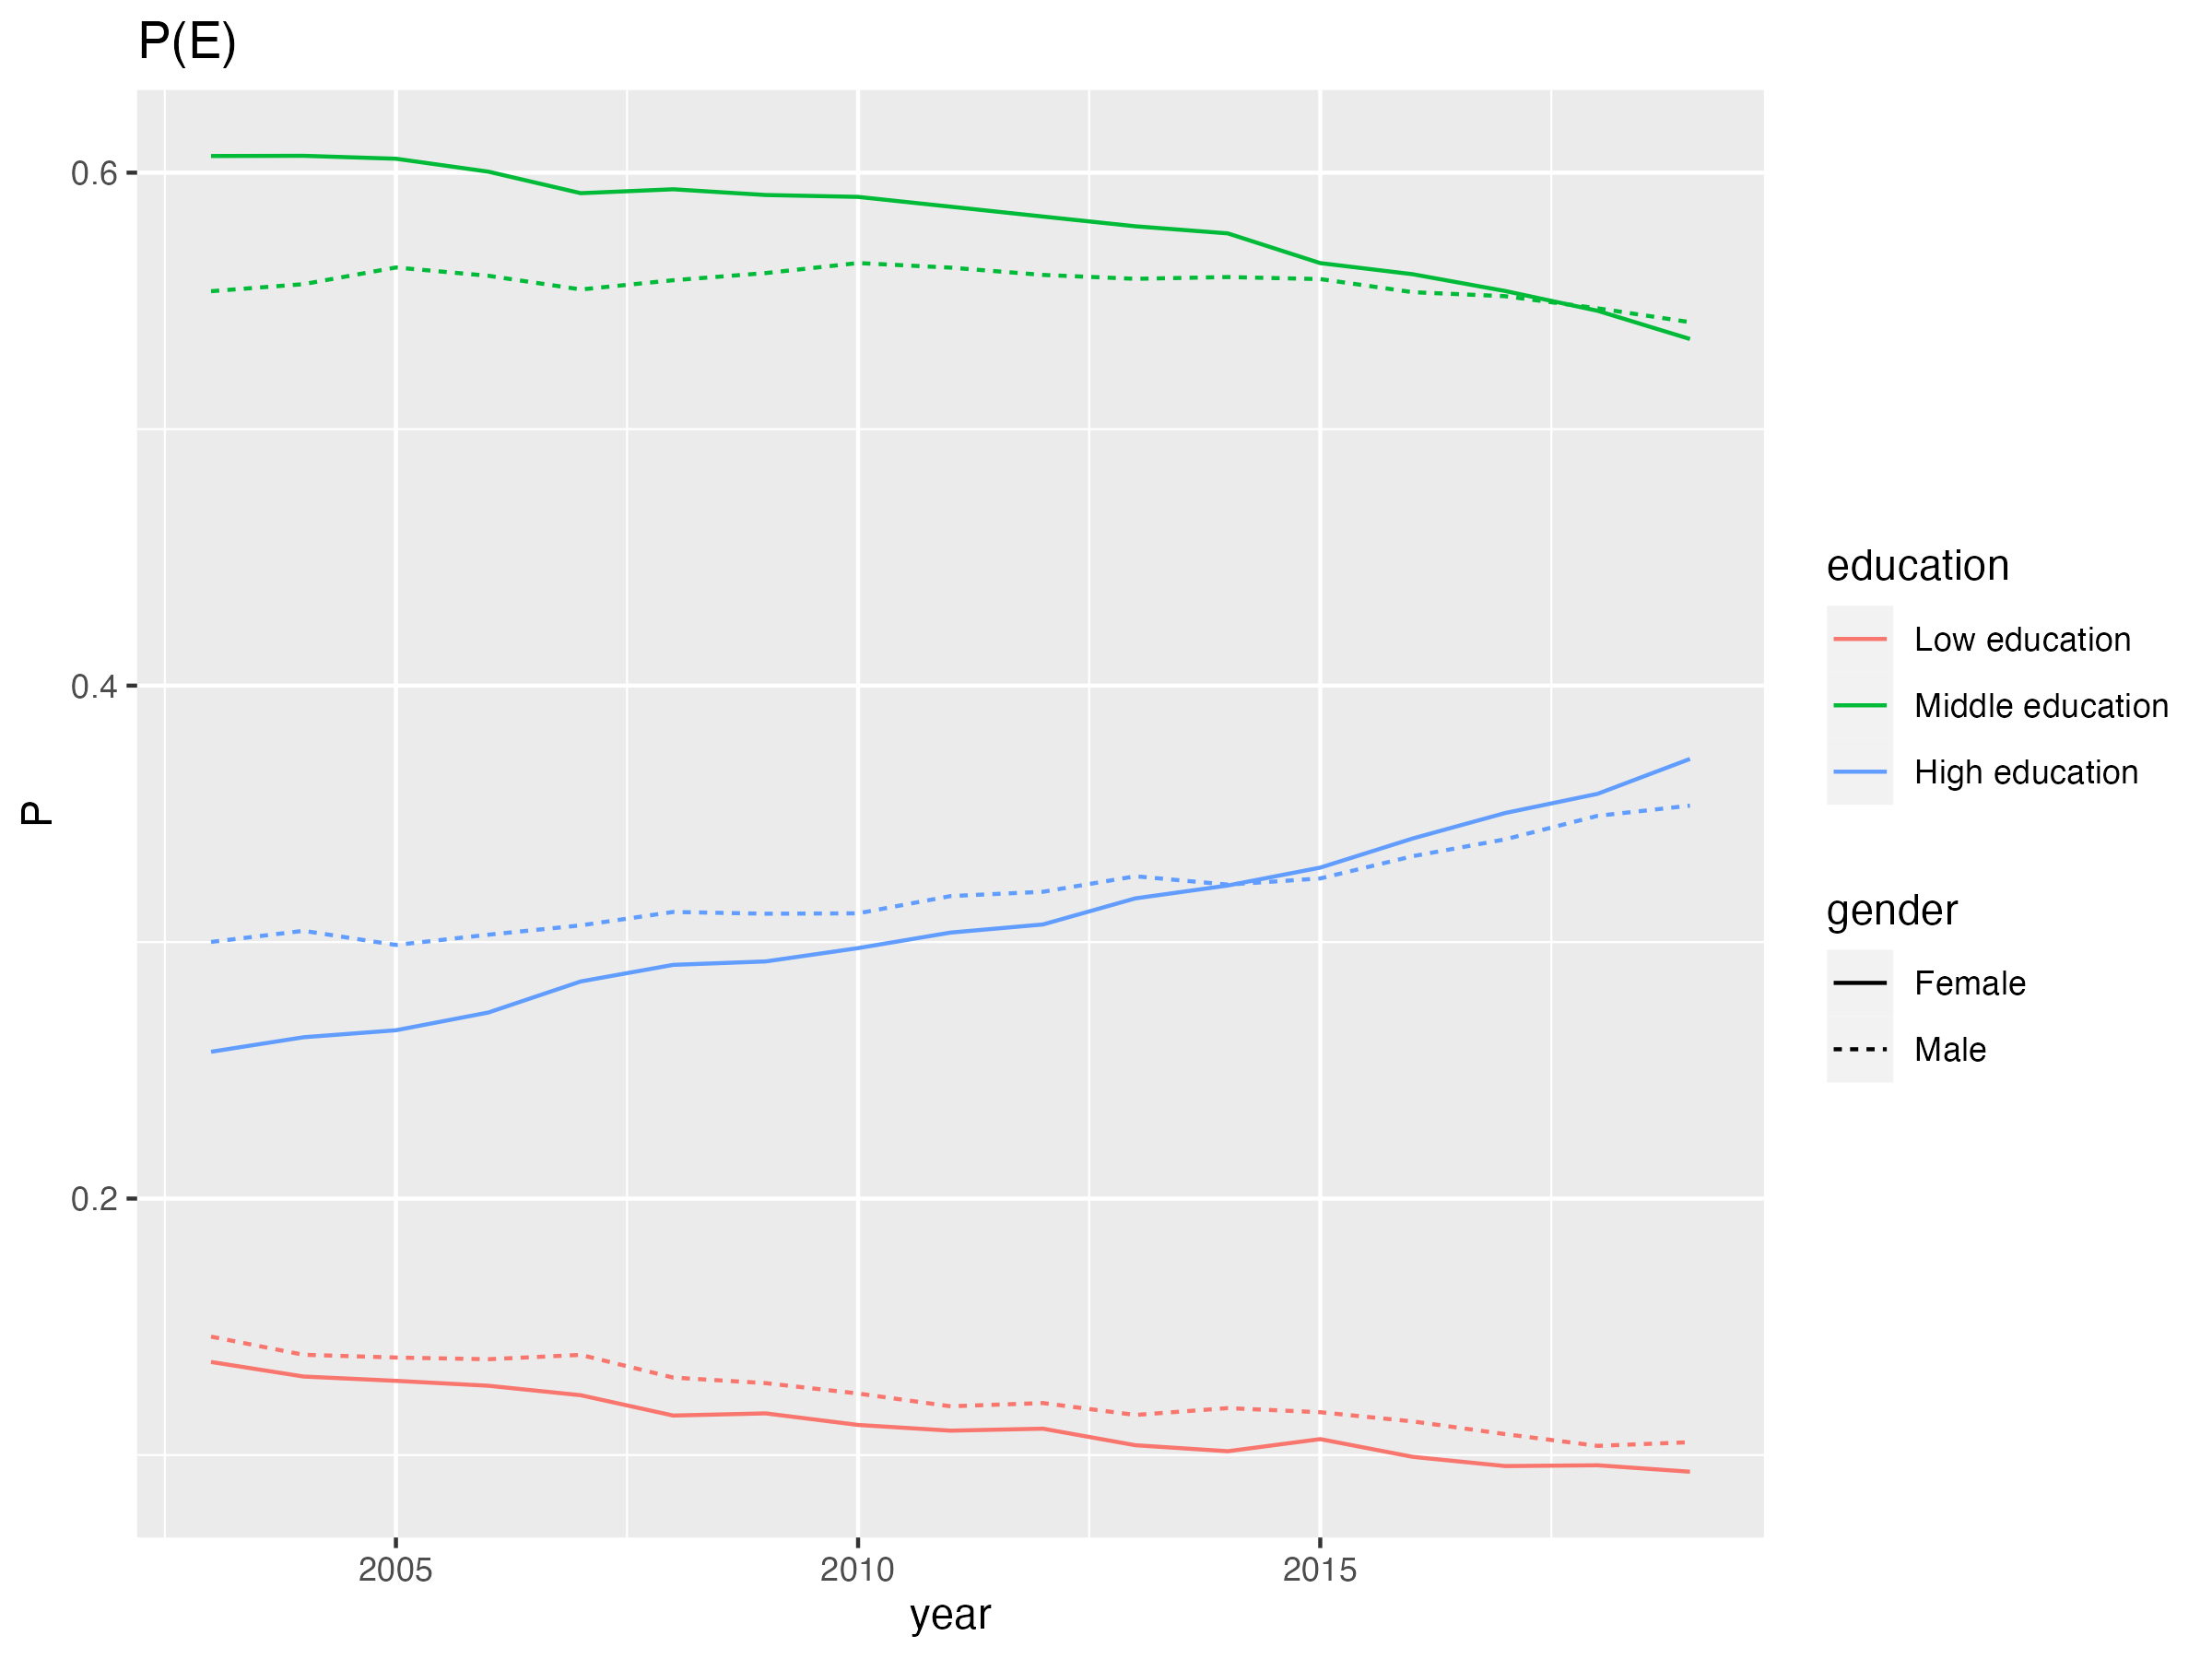 P(E)
0.6
0.4
0.2
P
2005
2010
2015
year
education
Low education
Middle education
High education
gender
Female
Male